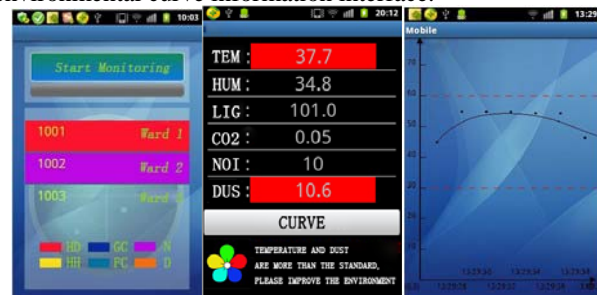 environmental curve information interface.
10:03
Start Monitoring
1001 Ward 1
1002 Ward 2
1003
HD GC N
HH FC D
20:12
TEM : 37.7
HUM : 34.8
LIG : 101.0
CO2 : 0.05
NOI : 10
DUS : 10.6
CURVE
TEMPERATURE AND DUST
ARE MORE THAN THE STANDARD,
PLEASE IMPROVE THE ENVIRONMENT
13:29
Mobile
70
60
50
40
30
20
10